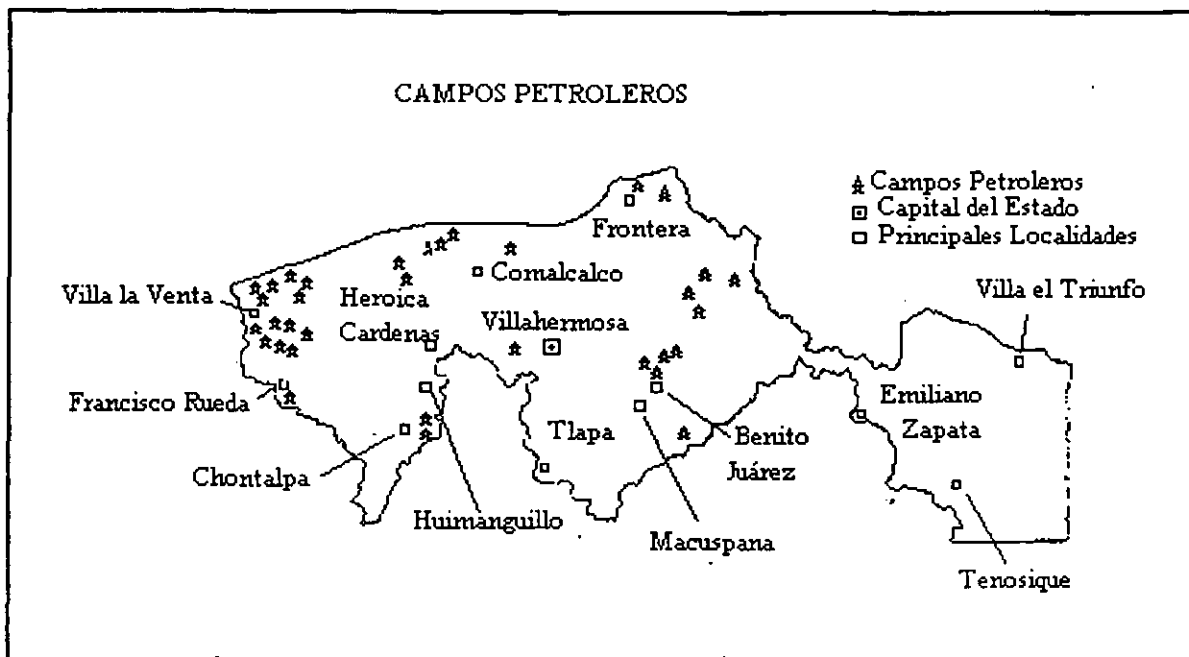 CAMPOS PETROLEROS
Campos Petroleros
Capital del Estado
Principales Localidades
Frontera
Comalcalco
Villa la Venta
Heroica
Cardenas
Villahermosa
Villa el Triunfo
Francisco Rueda
Emiliano
Zapata
Tlapa
Benito
Juárez
Chontalpa
Huimanguillo
Macuspana
Tenosique